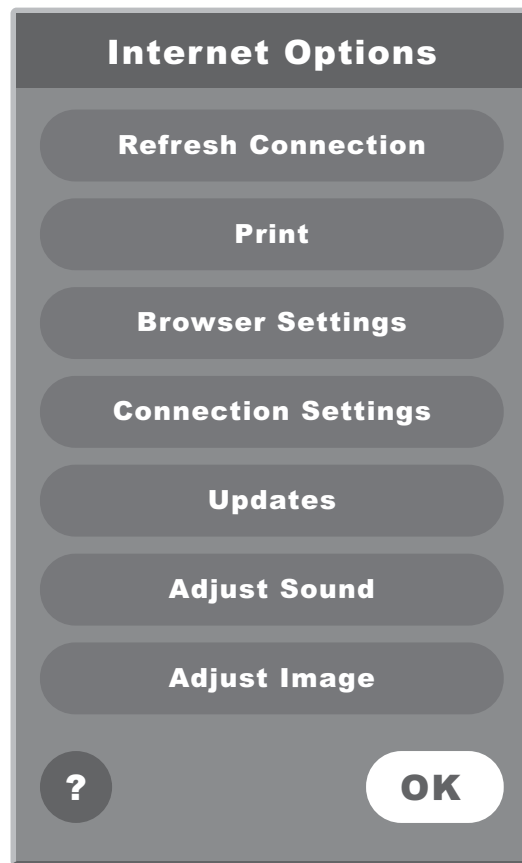 Internet Options
Refresh Connection
Print
Browser Settings
Connection Settings
Updates
Adjust Sound
Adjust Image
? OK